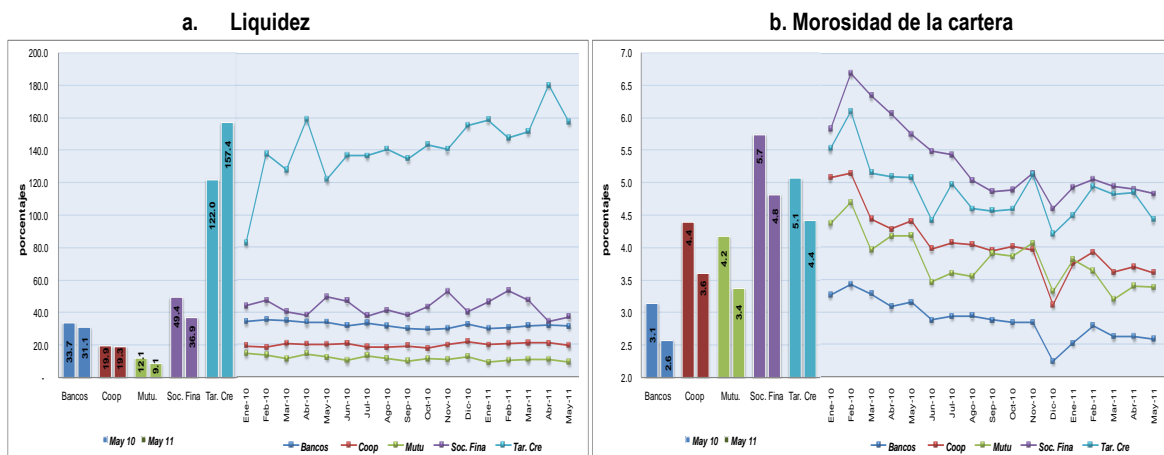 a. Liquidez
porcentajes
200.0
180.0
160.0
140.0
120.0
100.0
80.0
60.0
40.0
20.0
-
33.7
31.1
19.9
19.3
12.1
9.1
49.4
36.9
122.0
157.4
Bancos Coop Mutu. Soc. Fina Tar. Cre
Ene-10
Feb-10
Mar-10
Abr-10
May-10
Jun-10
Jul-10
Ago-10
Sep-10
Oct-10
Nov-10
Dic-10
Ene-11
Feb-11
Mar-11
Abr-11
May-11
May 10 May 11
Bancos Coop Mutu Soc. Fina Tar. Cre
b. Morosidad de la cartera
porcentajes
7.0
6.5
6.0
5.5
5.0
4.5
4.0
3.5
3.0
2.5
2.0
3.1
2.6
4.4
3.6
4.2
3.4
5.7
4.8
5.1
4.4
Bancos Coop Mutu. Soc. Fina Tar. Cre
Ene-10
Feb-10
Mar-10
Abr-10
May-10
Jun-10
Jul-10
Ago-10
Sep-10
Oct-10
Nov-10
Dic-10
Ene-11
Feb-11
Mar-11
Abr-11
May-11
May 10 May 11
Bancos Coop Mutu Soc. Fina Tar. Cre